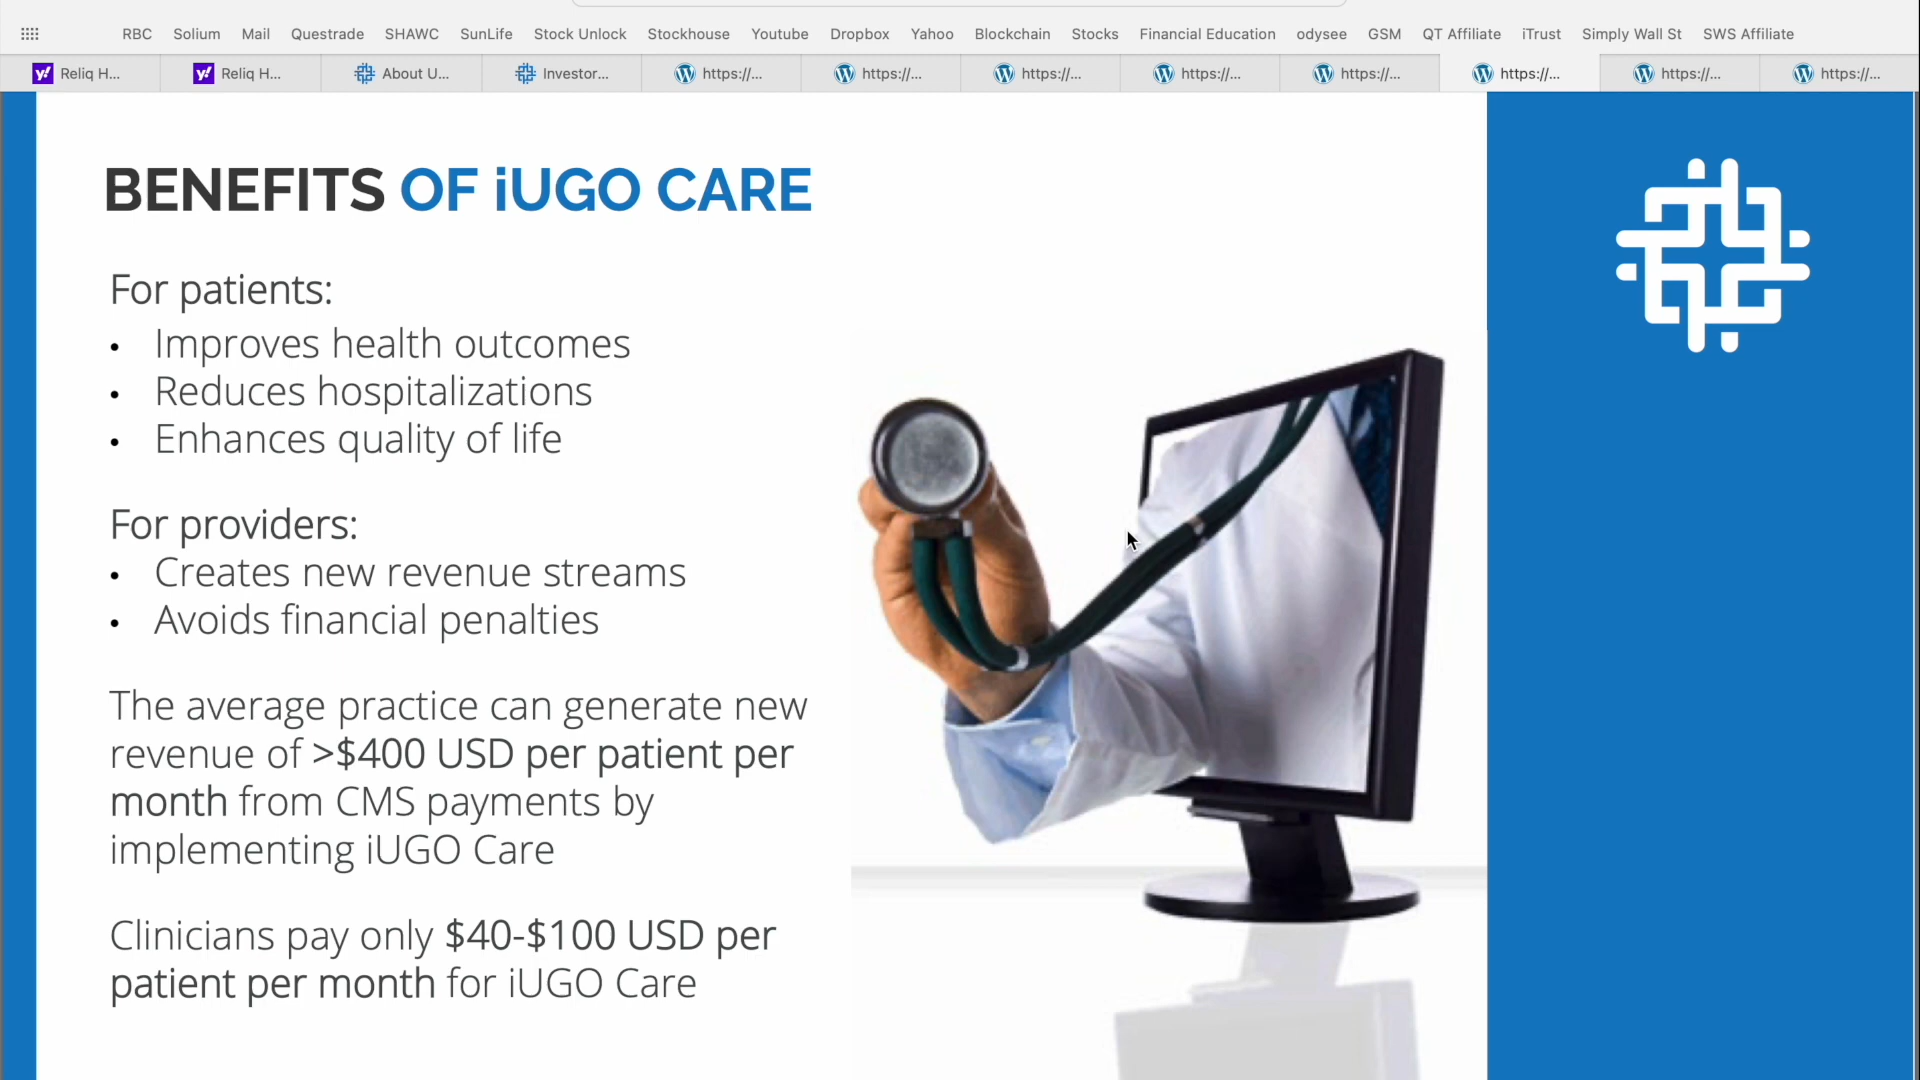 RBC Solium Mail Questrade SHAWC SunLife Stock Unlock Stockhouse Youtube Dropbox Yahoo Blockchain Stocks Financial Education odysee GSM QT Affiliate iTrust Simply Wall St SWS Affiliate
Reliq H... Reliq H... About U... Investor... https://... https://... https://... https://... https://... https://... https://... https://...
BENEFITS OF iUGO CARE
For patients:
• Improves health outcomes
• Reduces hospitalizations
• Enhances quality of life
For providers:
• Creates new revenue streams
• Avoids financial penalties
The average practice can generate new
revenue of >$400 USD per patient per
month from CMS payments by
implementing iUGO Care
Clinicians pay only $40-$100 USD per
patient per month for iUGO Care